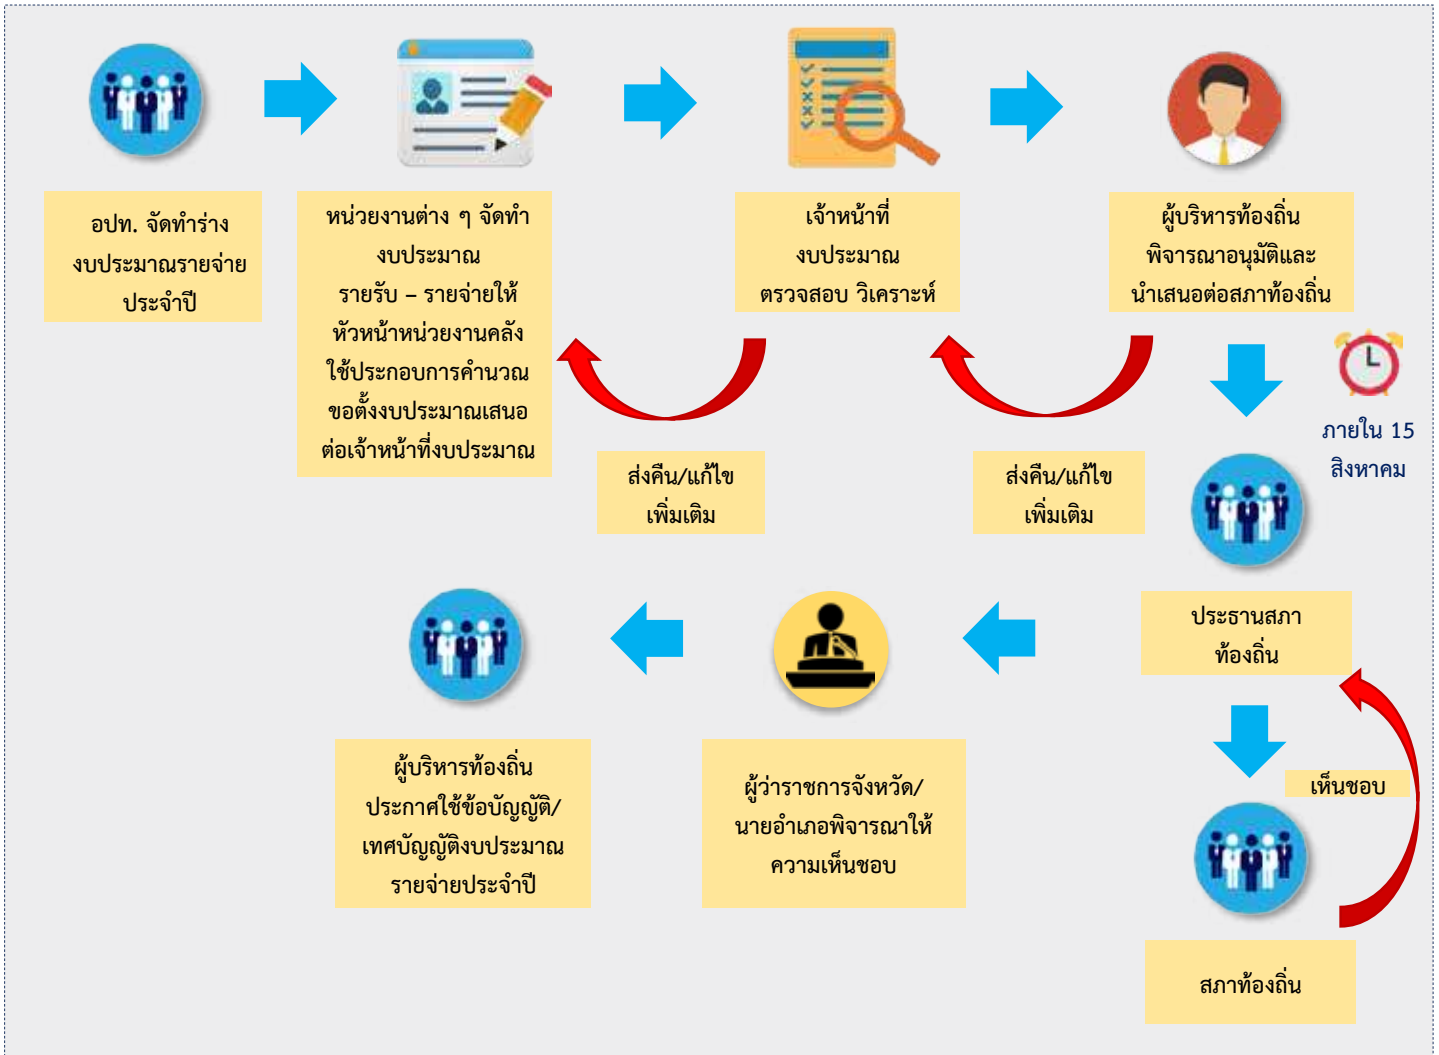 อปท. จัดทำร่าง
งบประมาณรายจ่าย
ประจำปี
หน่วยงานต่าง ๆ จัดทำ
งบประมาณ
รายรับ – รายจ่ายให้
หัวหน้าหน่วยงานคลัง
ใช้ประกอบการคำนวณ
ขอตั้งงบประมาณเสนอ
ต่อเจ้าหน้าที่งบประมาณ
เจ้าหน้าที่
งบประมาณ
ตรวจสอบ วิเคราะห์
ผู้บริหารท้องถิ่น
พิจารณาอนุมัติและ
นำเสนอต่อสภาท้องถิ่น
ส่งคืน/แก้ไข
เพิ่มเติม
ส่งคืน/แก้ไข
เพิ่มเติม
ภายใน 15
สิงหาคม
ประธานสภา
ท้องถิ่น
เห็นชอบ
สภาท้องถิ่น
ผู้ว่าราชการจังหวัด/
นายอำเภอพิจารณาให้
ความเห็นชอบ
ผู้บริหารท้องถิ่น
ประกาศใช้ข้อบัญญัติ/
เทศบัญญัติงบประมาณ
รายจ่ายประจำปี